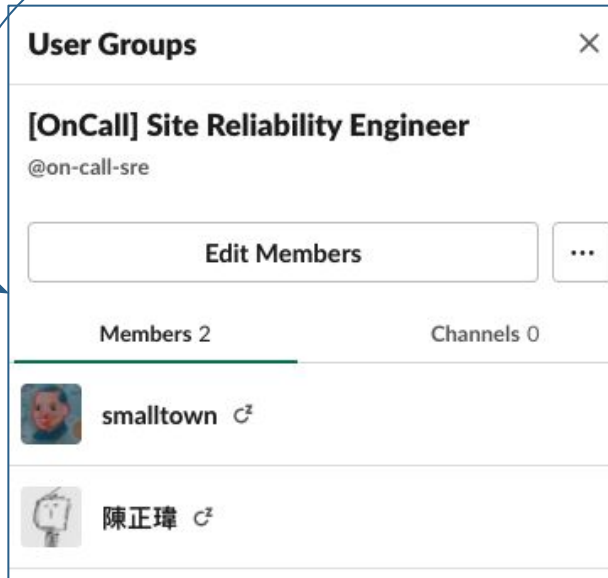 User Groups
[OnCall] Site Reliability Engineer
@on-call-sre
Edit Members
Members 2
Channels 0
smalltown
陳正瑋